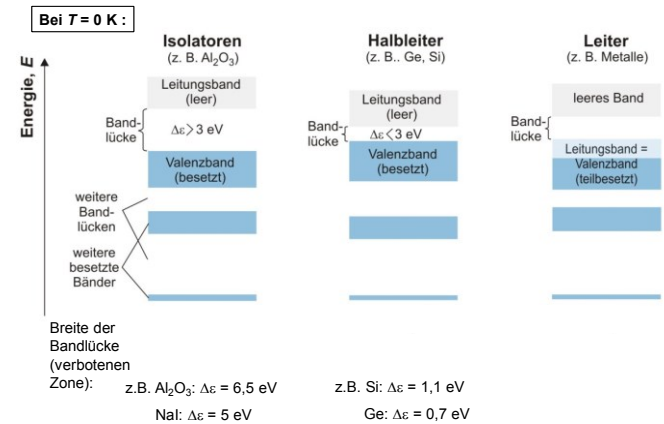 Bei T = 0 K :
Energie, E
Isolatoren
(z. B. Al₂O₃)
Leitungsband
(leer)
Band-
lücke
Δε> 3 eV
Valenzband
(besetzt)
weitere
Band-
lücken
weitere
besetzte
Bänder
Halbleiter
(z. B.. Ge, Si)
Leitungsband
(leer)
Band-
lücke
Δε<3 eV
Valenzband
(besetzt)
Leiter
(z. B. Metalle)
leeres Band
Band-
lücke
Leitungsband =
Valenzband
(teilbesetzt)
Breite der
Bandlücke
(verbotenen
Zone):
z.B. Al₂O₃: Δε = 6,5 eV
NaI: Δε = 5 eV
z.B. Si: Δε = 1,1 eV
Ge: Δε = 0,7 eV